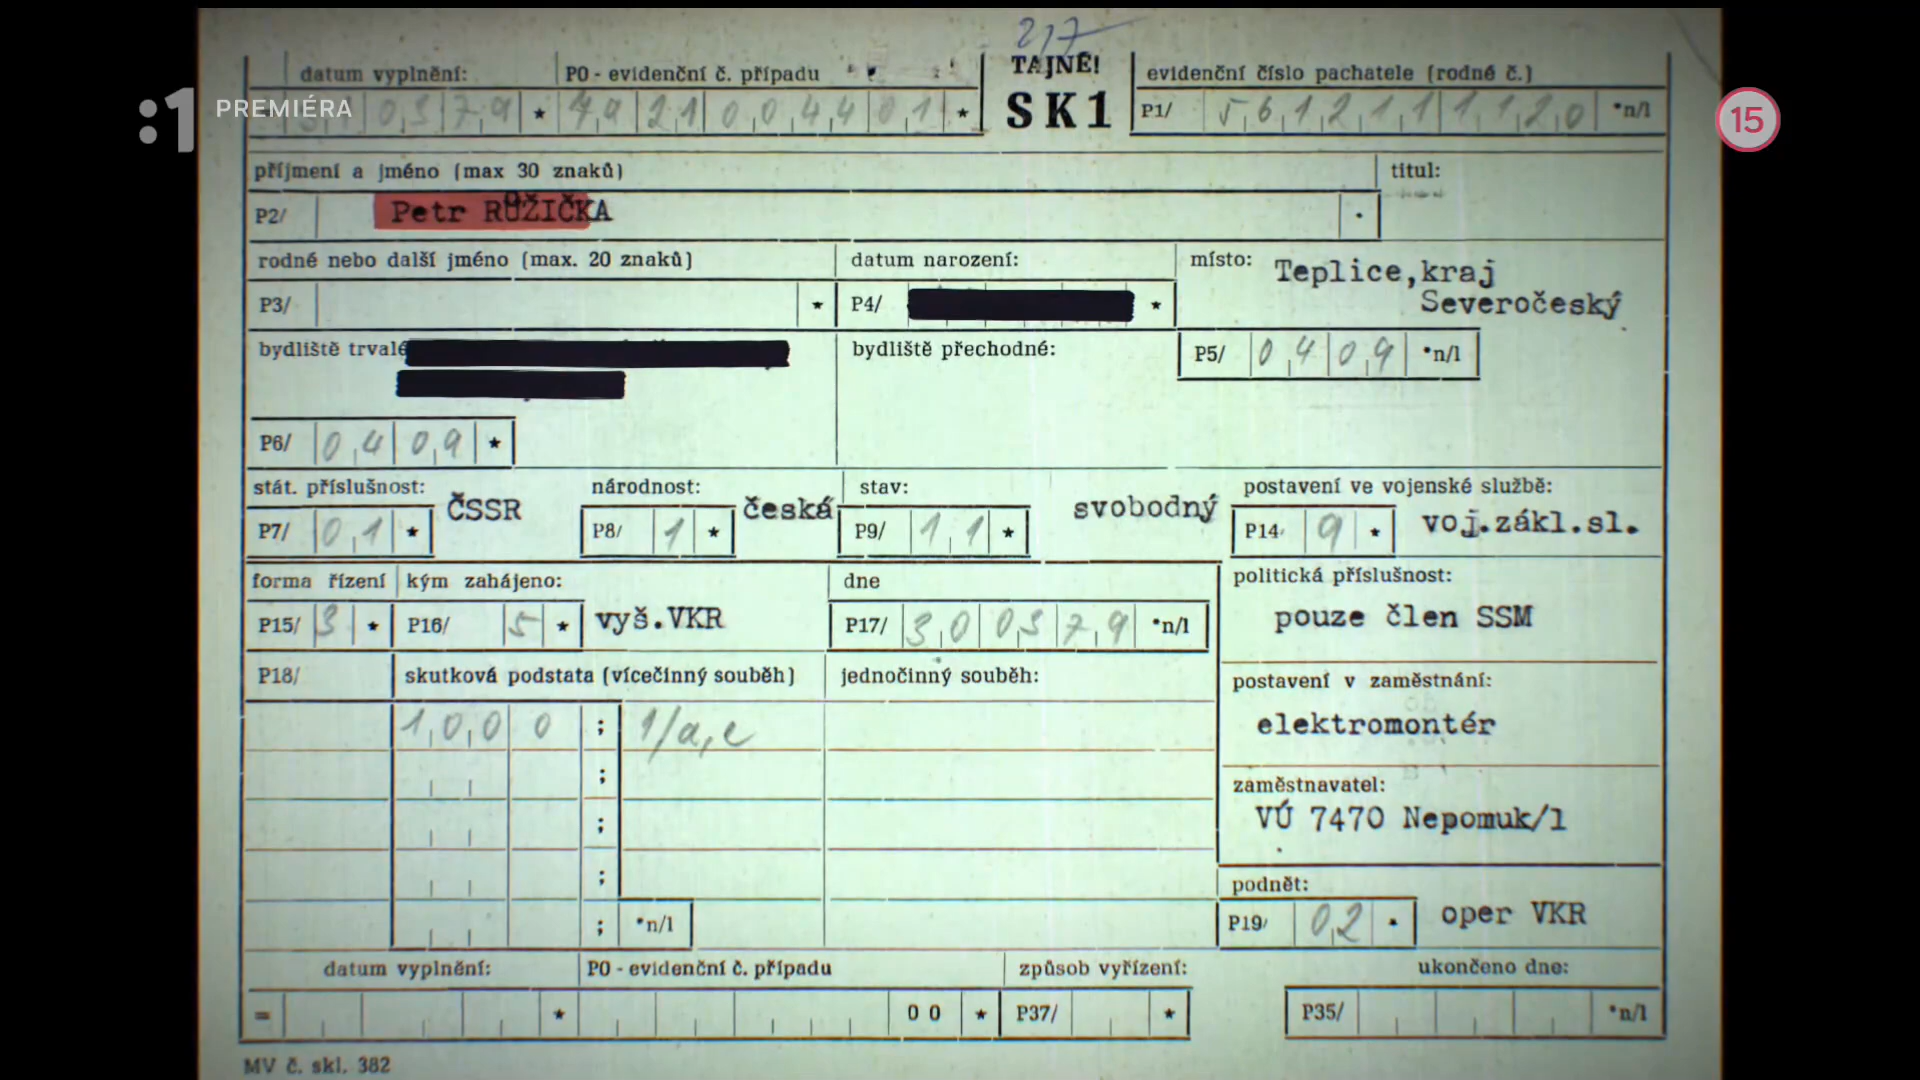 217
datum vyplnění:
PO - evidenční č. případu
TAJNÉ!
SK1
evidenční číslo pachatele (rodné č.)
0379 * 79210044 01 *
P1/ 5612111120 *n/l
:1 PREMIÉRA
15
příjmení a jméno (max 30 znaků)
titul:
P2/ Petr RŮŽIČKA
rodné nebo další jméno (max. 20 znaků)
datum narození:
místo: Teplice,kraj
Severočeský
P3/ *
P4/ *
bydliště trvalé
bydliště přechodné:
P5/ 0409 *n/l
P6/ 0409 *
stát. příslušnost: ČSSR
národnost: česká
stav: svobodný
postavení ve vojenské službě:
P7/ 01 *
P8/ 1 *
P9/ 11 *
P14/ 9 * voj.zákl.sl.
forma řízení
kým zahájeno:
dne
politická příslušnost:
P15/ 3 *
P16/ 5 * vyš.VKR
P17/ 300379 *n/l
pouze člen SSM
P18/
skutková podstata (vícečinný souběh)
jednočinný souběh:
postavení v zaměstnání:
1000 ; 1/a,c
elektromontér
;
zaměstnavatel:
; VÚ 7470 Nepomuk/1
;
podnět:
; *n/l
P19/ 02 * oper VKR
datum vyplnění:
PO - evidenční č. případu
způsob vyřízení:
ukončeno dne:
= * 00 *
P37/ *
P35/ *n/l
MV č. skl. 382